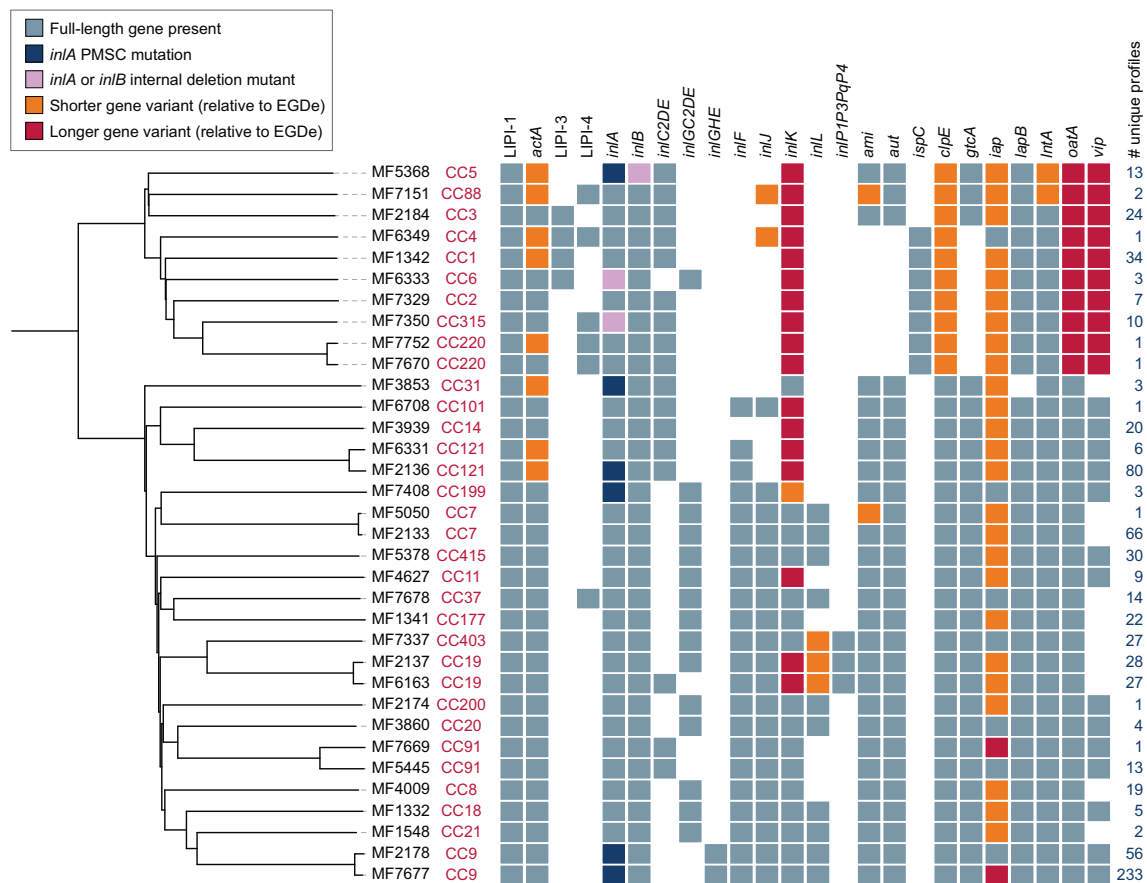 Full-length gene present
inlA PMSC mutation
inlA or inlB internal deletion mutant
Shorter gene variant (relative to EGDe)
Longer gene variant (relative to EGDe)
LIPI-1 actA LIPI-3 LIPI-4 inlA inlB inlC2DE inlGC2DE inlGHE inlF inlJ inlK inlL inlP1P3PqP4 ami aut ispC clpE gtcA iap lapB lntA oatA vip # unique profiles
MF5368 CC5 13
MF7151 CC88 2
MF2184 CC3 24
MF6349 CC4 1
MF1342 CC1 34
MF6333 CC6 3
MF7329 CC2 7
MF7350 CC315 10
MF7752 CC220 1
MF7670 CC220 1
MF3853 CC31 3
MF6708 CC101 1
MF3939 CC14 20
MF6331 CC121 6
MF2136 CC121 80
MF7408 CC199 3
MF5050 CC7 1
MF2133 CC7 66
MF5378 CC415 30
MF4627 CC11 9
MF7678 CC37 14
MF1341 CC177 22
MF7337 CC403 27
MF2137 CC19 28
MF6163 CC19 27
MF2174 CC200 1
MF3860 CC20 4
MF7669 CC91 1
MF5445 CC91 13
MF4009 CC8 19
MF1332 CC18 5
MF1548 CC21 2
MF2178 CC9 56
MF7677 CC9 233